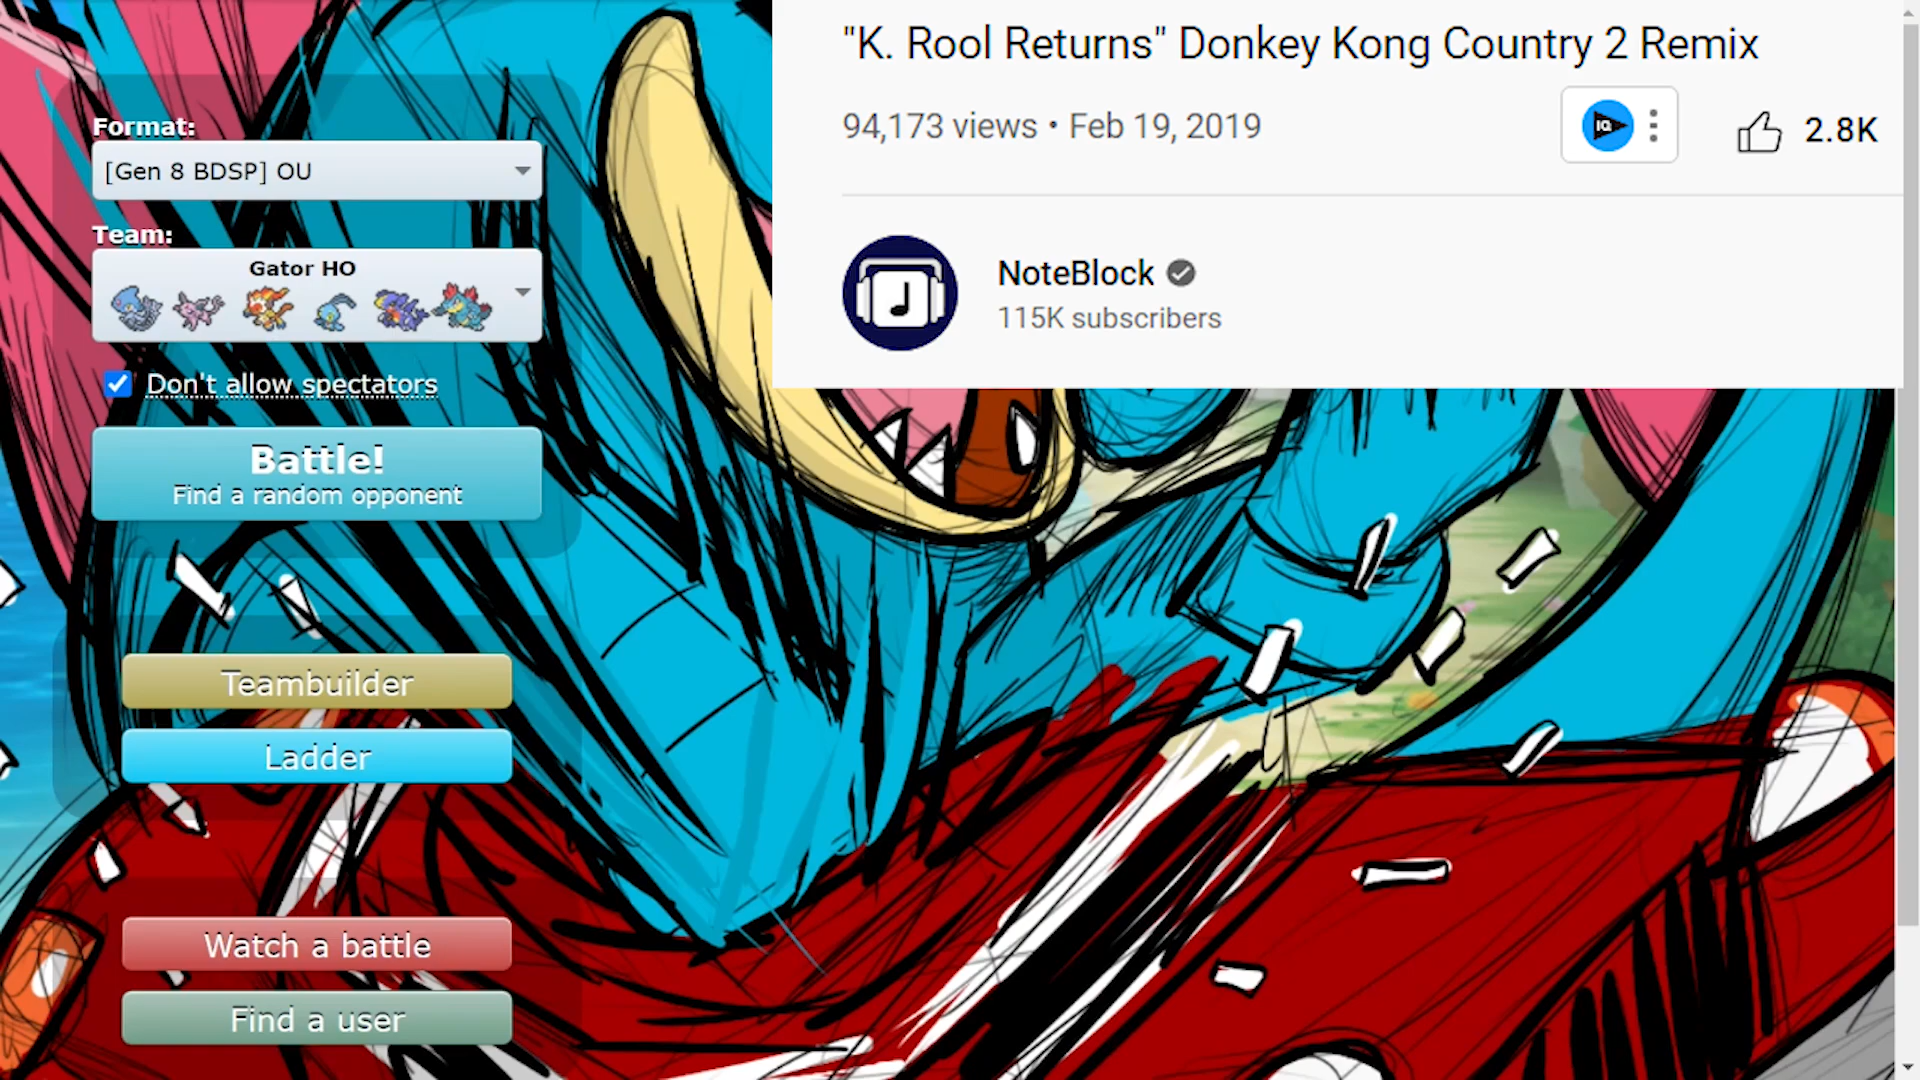 Format:
[Gen 8 BDSP] OU
Team:
Gator HO
Don't allow spectators
Battle!
Find a random opponent
Teambuilder
Ladder
Watch a battle
Find a user
"K. Rool Returns" Donkey Kong Country 2 Remix
94,173 views • Feb 19, 2019
IQ
2.8K
NoteBlock
115K subscribers